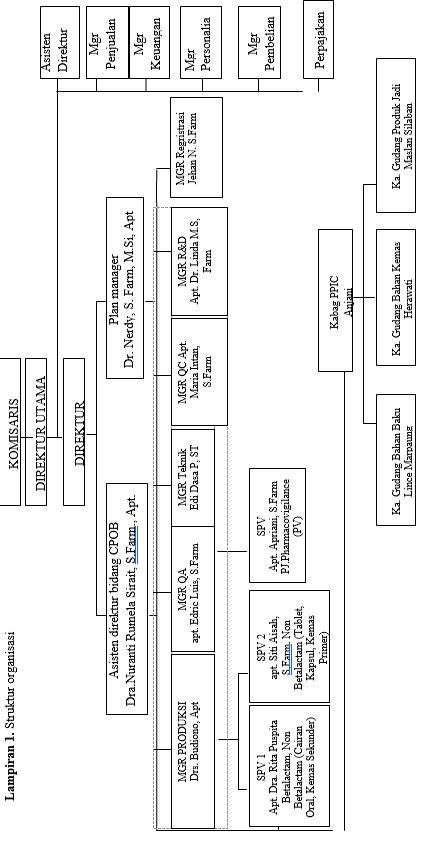 Lampiran 1. Struktur organisasi
KOMISARIS
DIREKTUR UTAMA
DIREKTUR
Asisten
Direktur
Mgr
Penjualan
Mgr
Keuangan
Mgr
Personalia
Mgr
Pembelian
Perpajakan
Asisten direktur bidang CPOB
Dra.Nuranti Rumela Sirait, S.Farm., Apt.
Plan manager
Dr. Nerdy, S. Farm, M.Si, Apt
MGR PRODUKSI
Drs. Budiono, Apt
MGR QA
apt. Edric Luis, S.Farm
MGR Teknik
Edi Dasa P, ST
MGR QC Apt.
Maria Intan,
S.Farm
MGR R&D
Apt. Dr. Linda M.S,
Farm
MGR Regristrasi
Jehan N. S.Farm
SPV 1
Apt. Dra. Rita Puspita
Betalactam, Non
Betalactam (Cairan
Oral, Kemas Sekunder)
SPV 2
apt. Siti Aisah,
S.Farm. Non
Betalactam (Tablet,
Kapsul, Kemas
Primer)
SPV
Apt. Apriani, S.Farm
PJ.Pharmacovigilance
(PV)
Kabag PPIC
Anjani
Ka. Gudang Bahan Baku
Lince Marpaung
Ka. Gudang Bahan Kemas
Herawati
Ka. Gudang Produk Jadi
Maslan Silaban